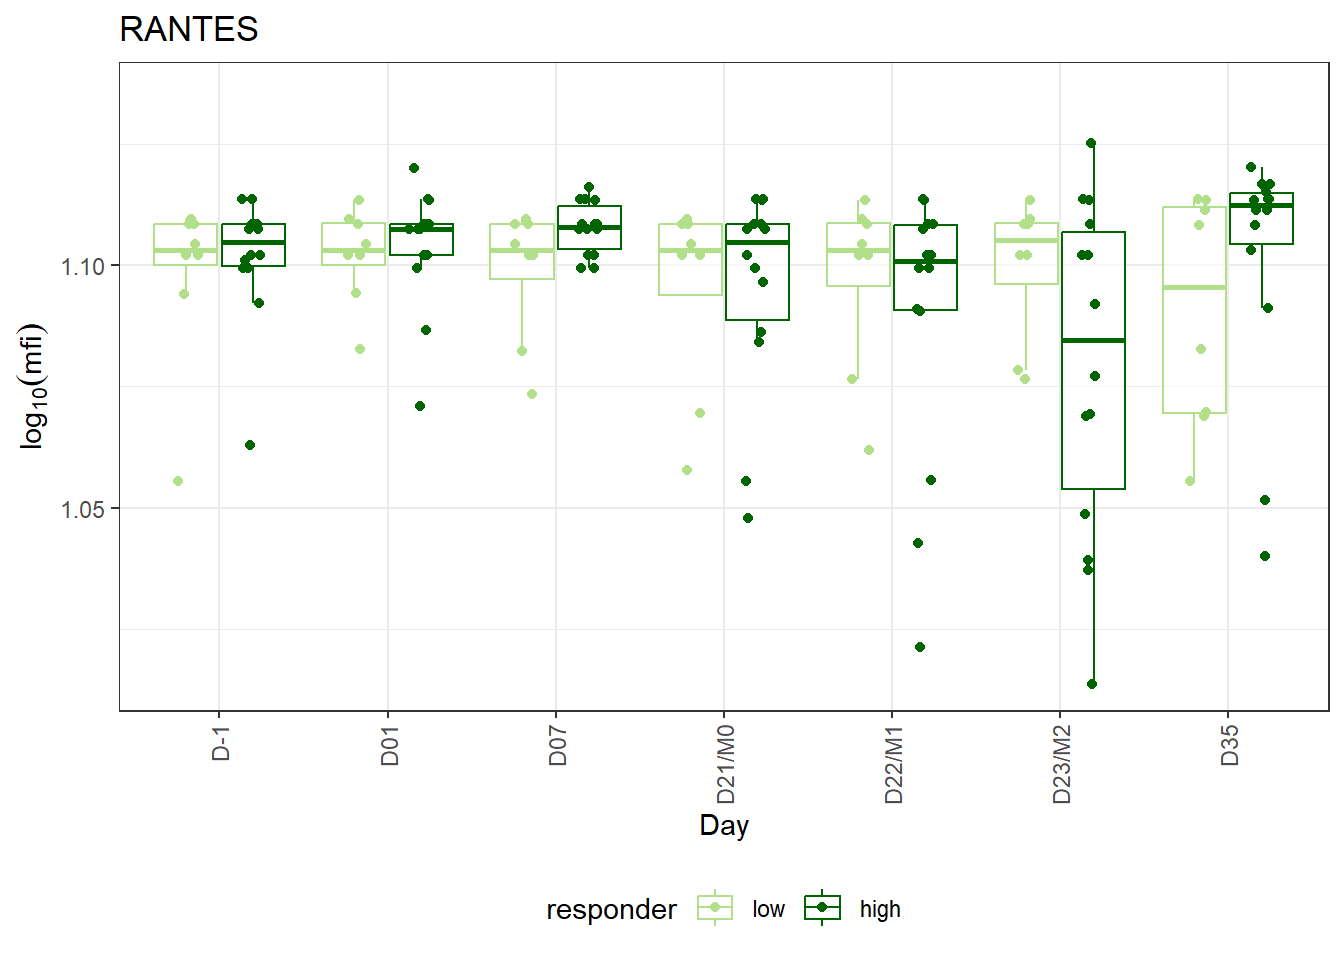 RANTES
log10(mfi)
1.10
1.05
D-1
D01
D07
D21/M0
D22/M1
D23/M2
D35
Day
responder low high